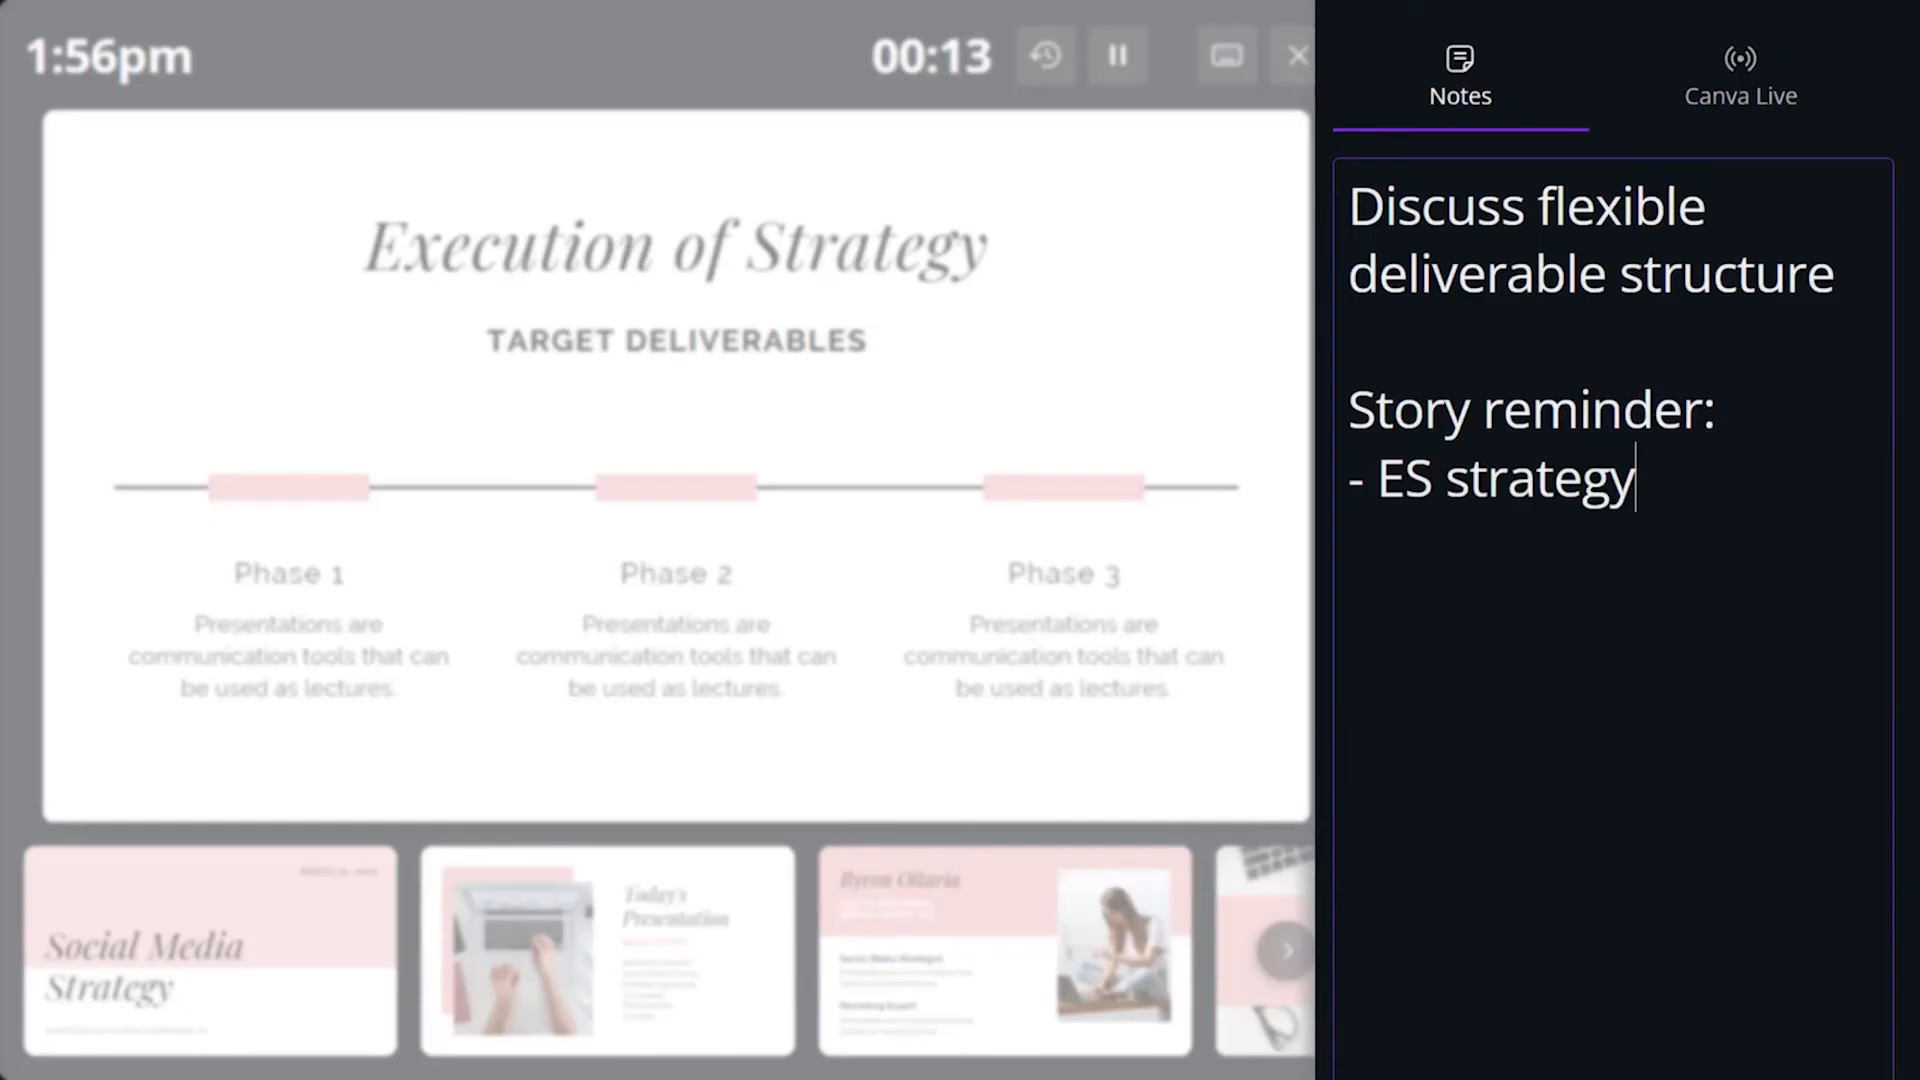 1:56pm
00:13
Notes
Canva Live
Execution of Strategy
TARGET DELIVERABLES
Phase 1
Presentations are
communication tools that can
be used as lectures.
Phase 2
Presentations are
communication tools that can
be used as lectures.
Phase 3
Presentations are
communication tools that can
be used as lectures.
Discuss flexible
deliverable structure
Story reminder:
- ES strategy
Social Media
Strategy
Today's
Presentation